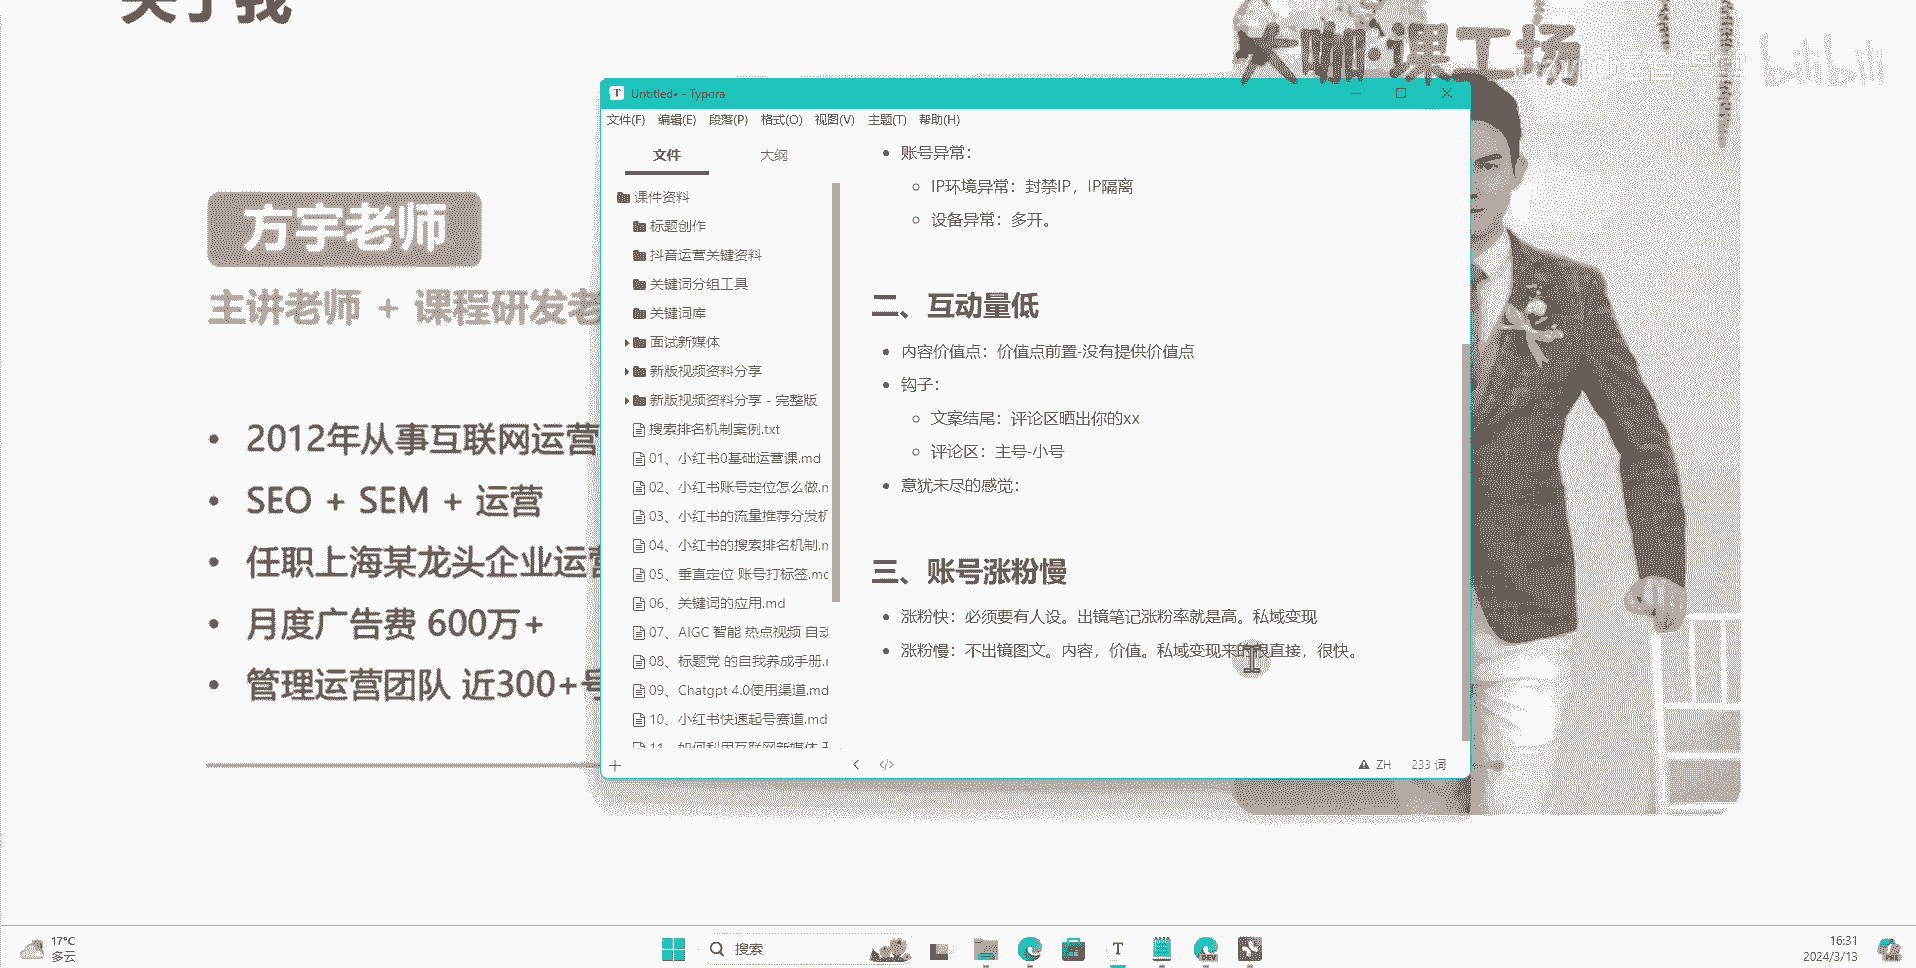 关于我
大咖·课工场
bilibili
方宇老师
主讲老师 + 课程研发老
2012年从事互联网运营
SEO + SEM + 运营
任职上海某龙头企业运营
月度广告费 600万+
管理运营团队 近300+号
Untitled• - Typora
文件(F) 编辑(E) 段落(P) 格式(O) 视图(V) 主题(T) 帮助(H)
文件 大纲
课件资料
标题创作
抖音运营关键资料
关键词分组工具
关键词库
面试新媒体
新版视频资料分享
新版视频资料分享 - 完整版
搜索排名机制案例.txt
01、小红书0基础运营课.md
02、小红书账号定位怎么做.m
03、小红书的流量推荐分发机
04、小红书的搜索排名机制.m
05、垂直定位 账号打标签.md
06、关键词的应用.md
07、AIGC 智能 热点视频 自动
08、标题党 的自我养成手册.m
09、Chatgpt 4.0使用渠道.md
10、小红书快速起号赛道.md
11、如何利用互联网新媒体
账号异常：
IP环境异常：封禁IP，IP隔离
设备异常：多开。
二、互动量低
内容价值点：价值点前置-没有提供价值点
钩子：
文案结尾：评论区晒出你的xx
评论区：主号-小号
意犹未尽的感觉：
三、账号涨粉慢
涨粉快：必须要有人设。出镜笔记涨粉率就是高。私域变现
涨粉慢：不出镜图文。内容，价值。私域变现来的很直接，很快。
ZH 233 词
17°C
多云
搜索
16:31
2024/3/13